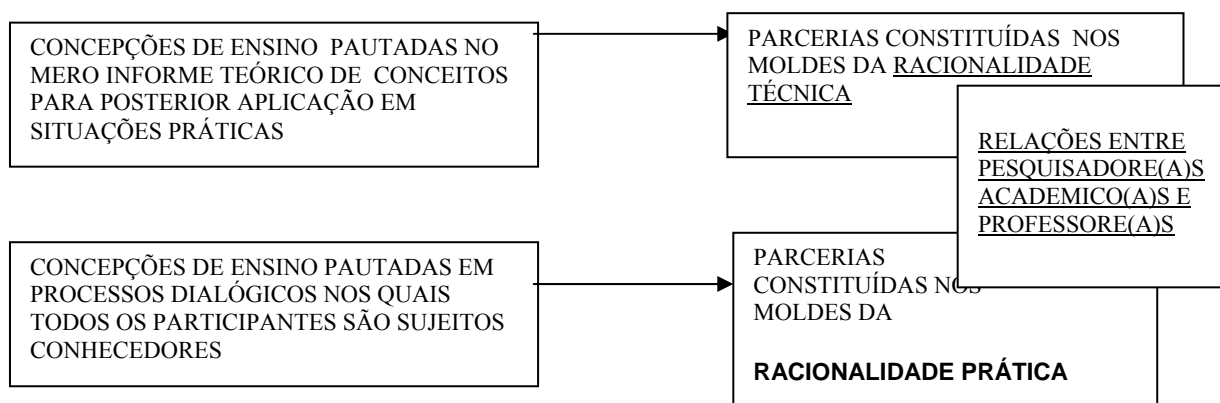 CONCEPÇÕES DE ENSINO PAUTADAS NO
MERO INFORME TEÓRICO DE CONCEITOS
PARA POSTERIOR APLICAÇÃO EM
SITUAÇÕES PRÁTICAS
PARCERIAS CONSTITUÍDAS NOS
MOLDES DA RACIONALIDADE
TÉCNICA
RELAÇÕES ENTRE
PESQUISADORE(A)S
ACADEMICO(A)S E
PROFESSORE(A)S
CONCEPÇÕES DE ENSINO PAUTADAS EM
PROCESSOS DIALÓGICOS NOS QUAIS
TODOS OS PARTICIPANTES SÃO SUJEITOS
CONHECEDORES
PARCERIAS
CONSTITUÍDAS NOS
MOLDES DA
RACIONALIDADE PRÁTICA